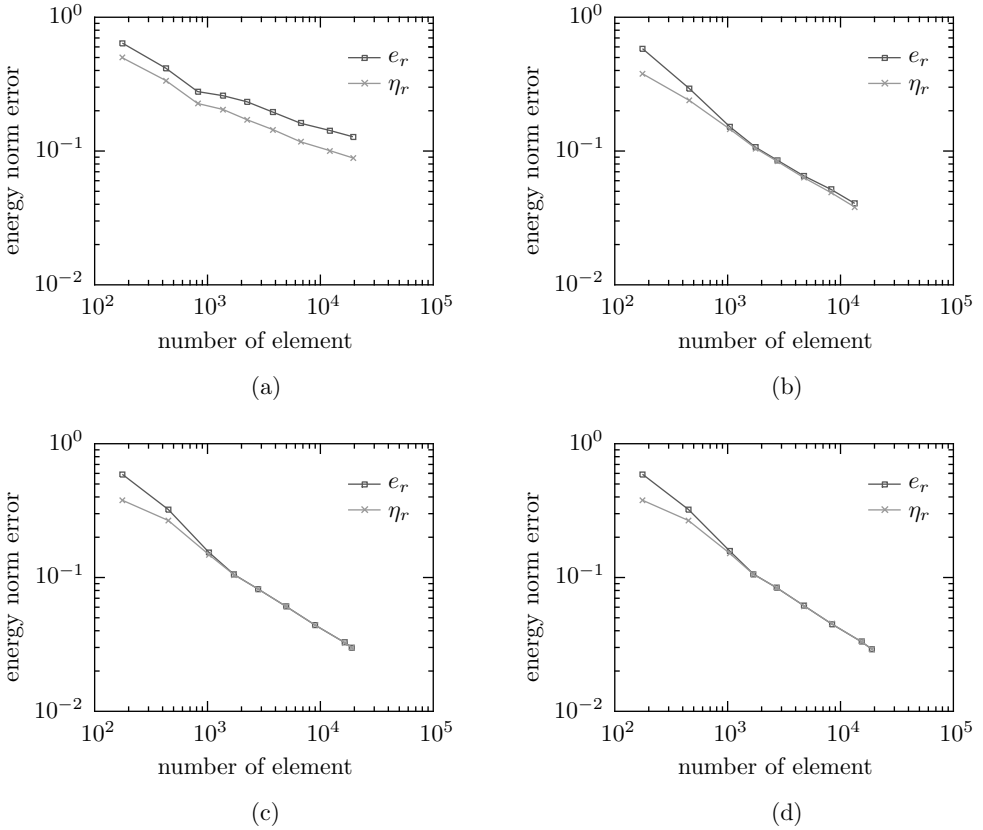 10^0
10^-1
10^-2
energy norm error
e_r
η_r
10^2 10^3 10^4 10^5
number of element
(a)
10^0
10^-1
10^-2
energy norm error
e_r
η_r
10^2 10^3 10^4 10^5
number of element
(b)
10^0
10^-1
10^-2
energy norm error
e_r
η_r
10^2 10^3 10^4 10^5
number of element
(c)
10^0
10^-1
10^-2
energy norm error
e_r
η_r
10^2 10^3 10^4 10^5
number of element
(d)